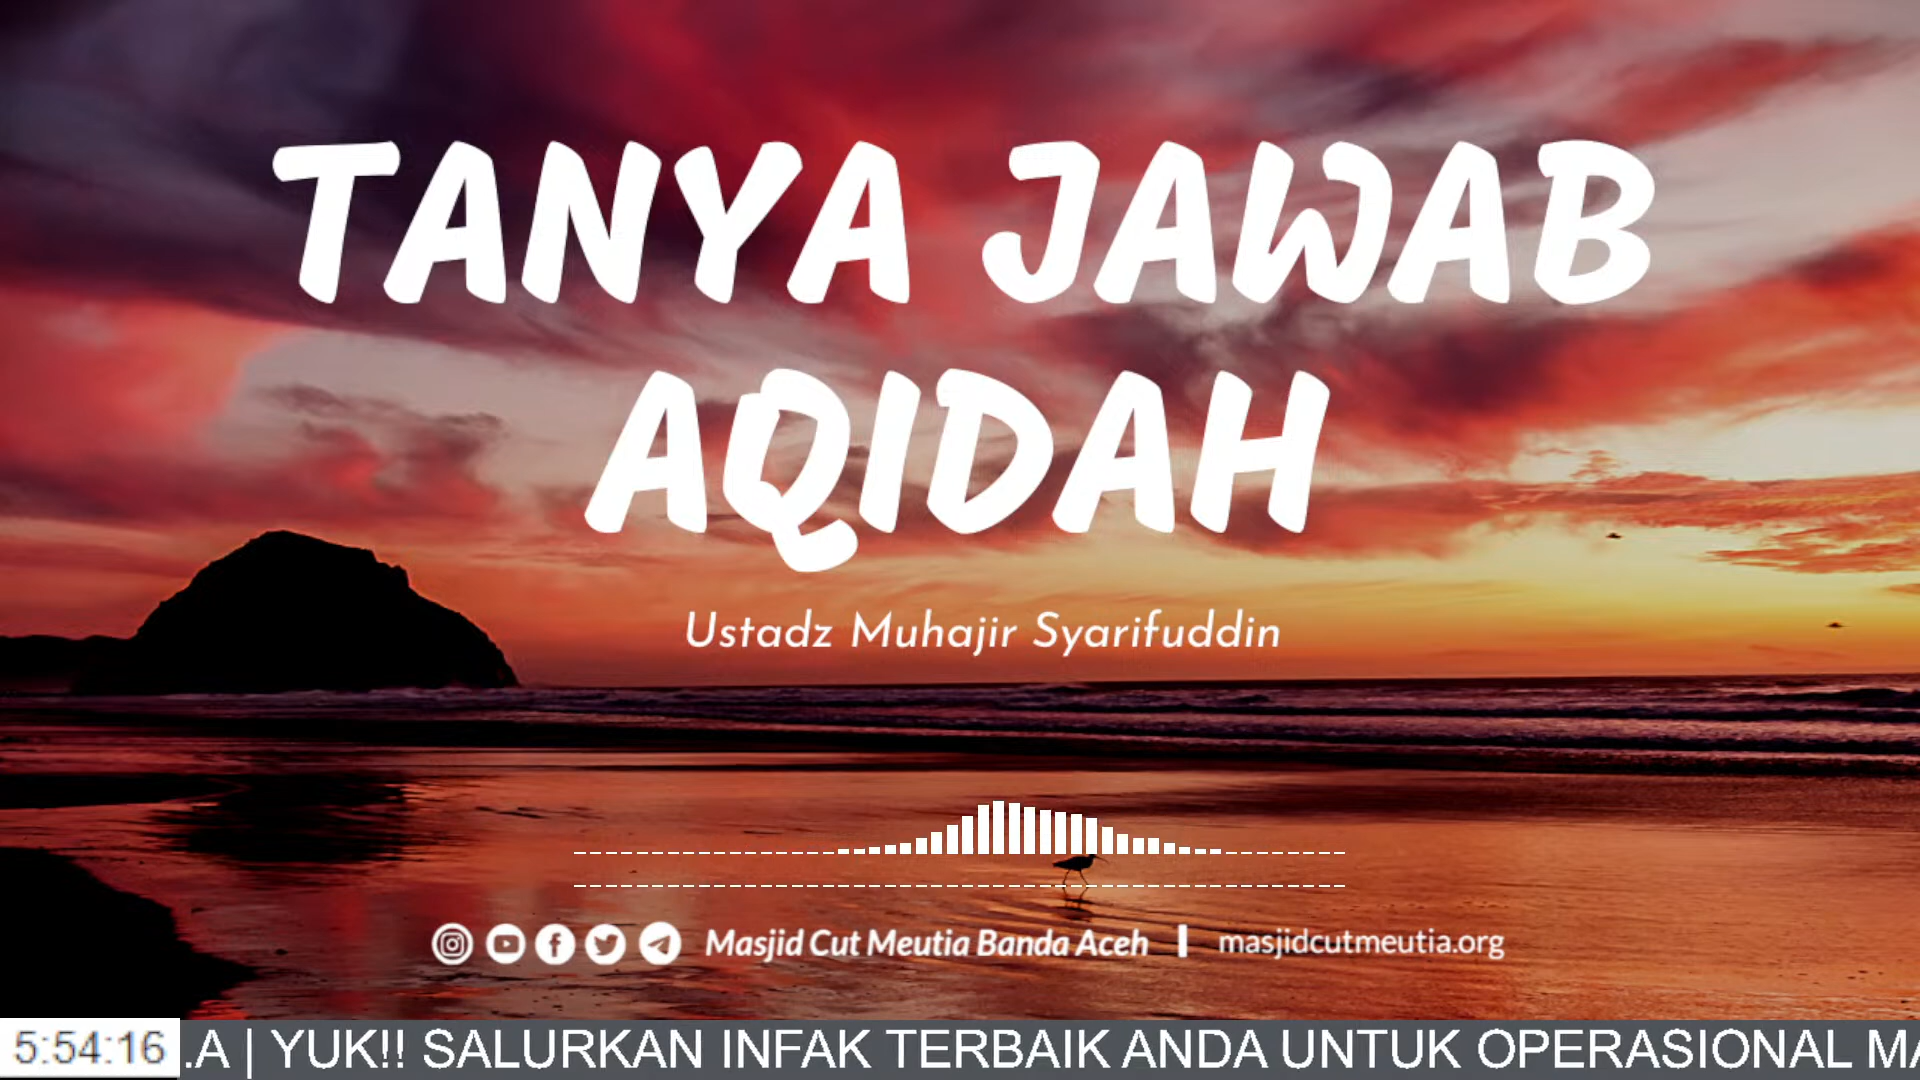 TANYA JAWAB
AQIDAH
Ustadz Muhajir Syarifuddin
Masjid Cut Meutia Banda Aceh | masjidcutmeutia.org
5:54:16 .A | YUK!! SALURKAN INFAK TERBAIK ANDA UNTUK OPERASIONAL MA